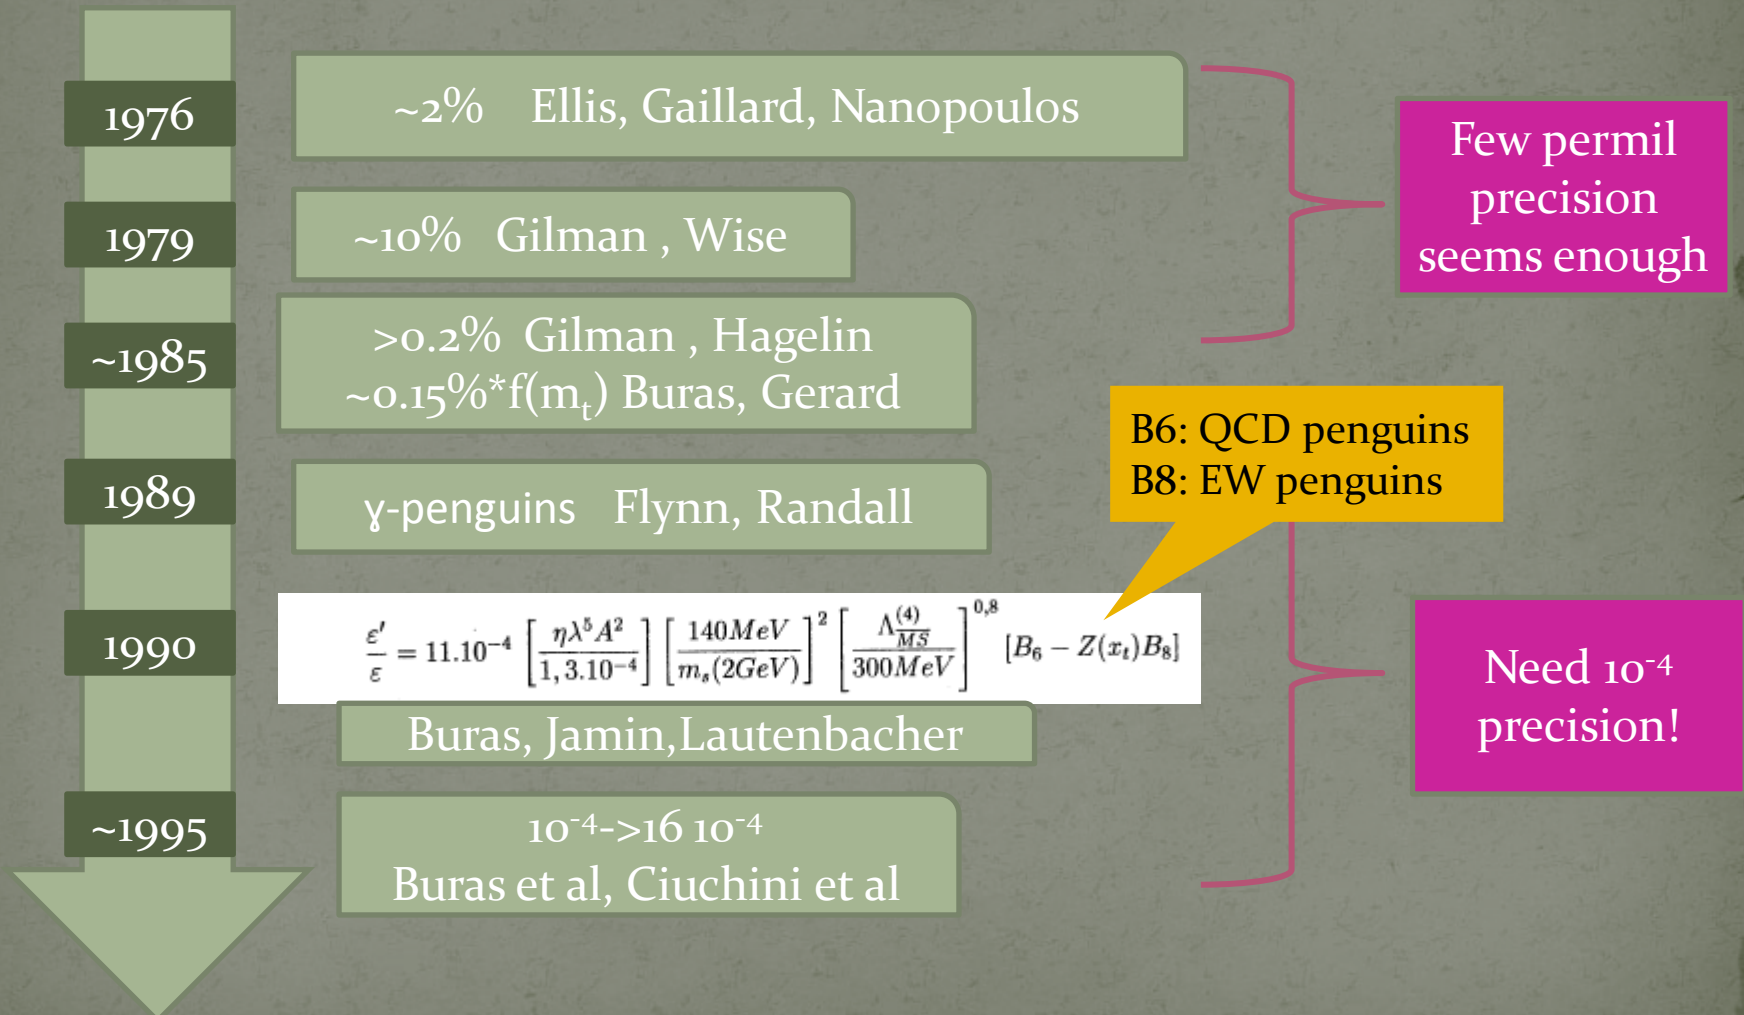 1976
~2% Ellis, Gaillard, Nanopoulos
Few permil
precision
seems enough
1979
~10% Gilman , Wise
~1985
>0.2% Gilman , Hagelin
~0.15%*f(mₜ) Buras, Gerard
B6: QCD penguins
B8: EW penguins
1989
γ-penguins Flynn, Randall
1990
ε′/ε = 11.10⁻⁴ [ηλ⁵A²/1,3.10⁻⁴] [140MeV/mₛ(2GeV)]² [Λ_MS^(4)/300MeV]^0,8 [B₆ − Z(xₜ)B₈]
Buras, Jamin,Lautenbacher
Need 10⁻⁴
precision!
~1995
10⁻⁴->16 10⁻⁴
Buras et al, Ciuchini et al